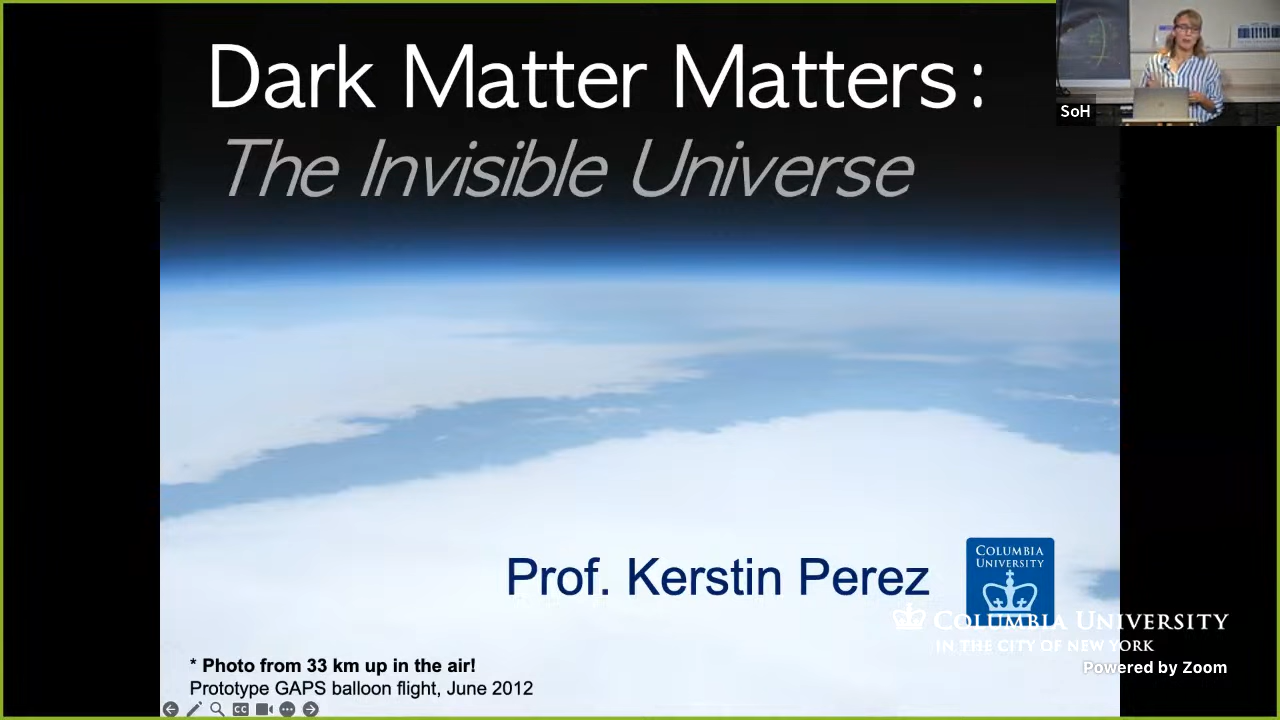 Dark Matter Matters:
The Invisible Universe
SoH
Prof. Kerstin Perez
COLUMBIA
UNIVERSITY
COLUMBIA UNIVERSITY
IN THE CITY OF NEW YORK
Powered by Zoom
* Photo from 33 km up in the air!
Prototype GAPS balloon flight, June 2012
CC